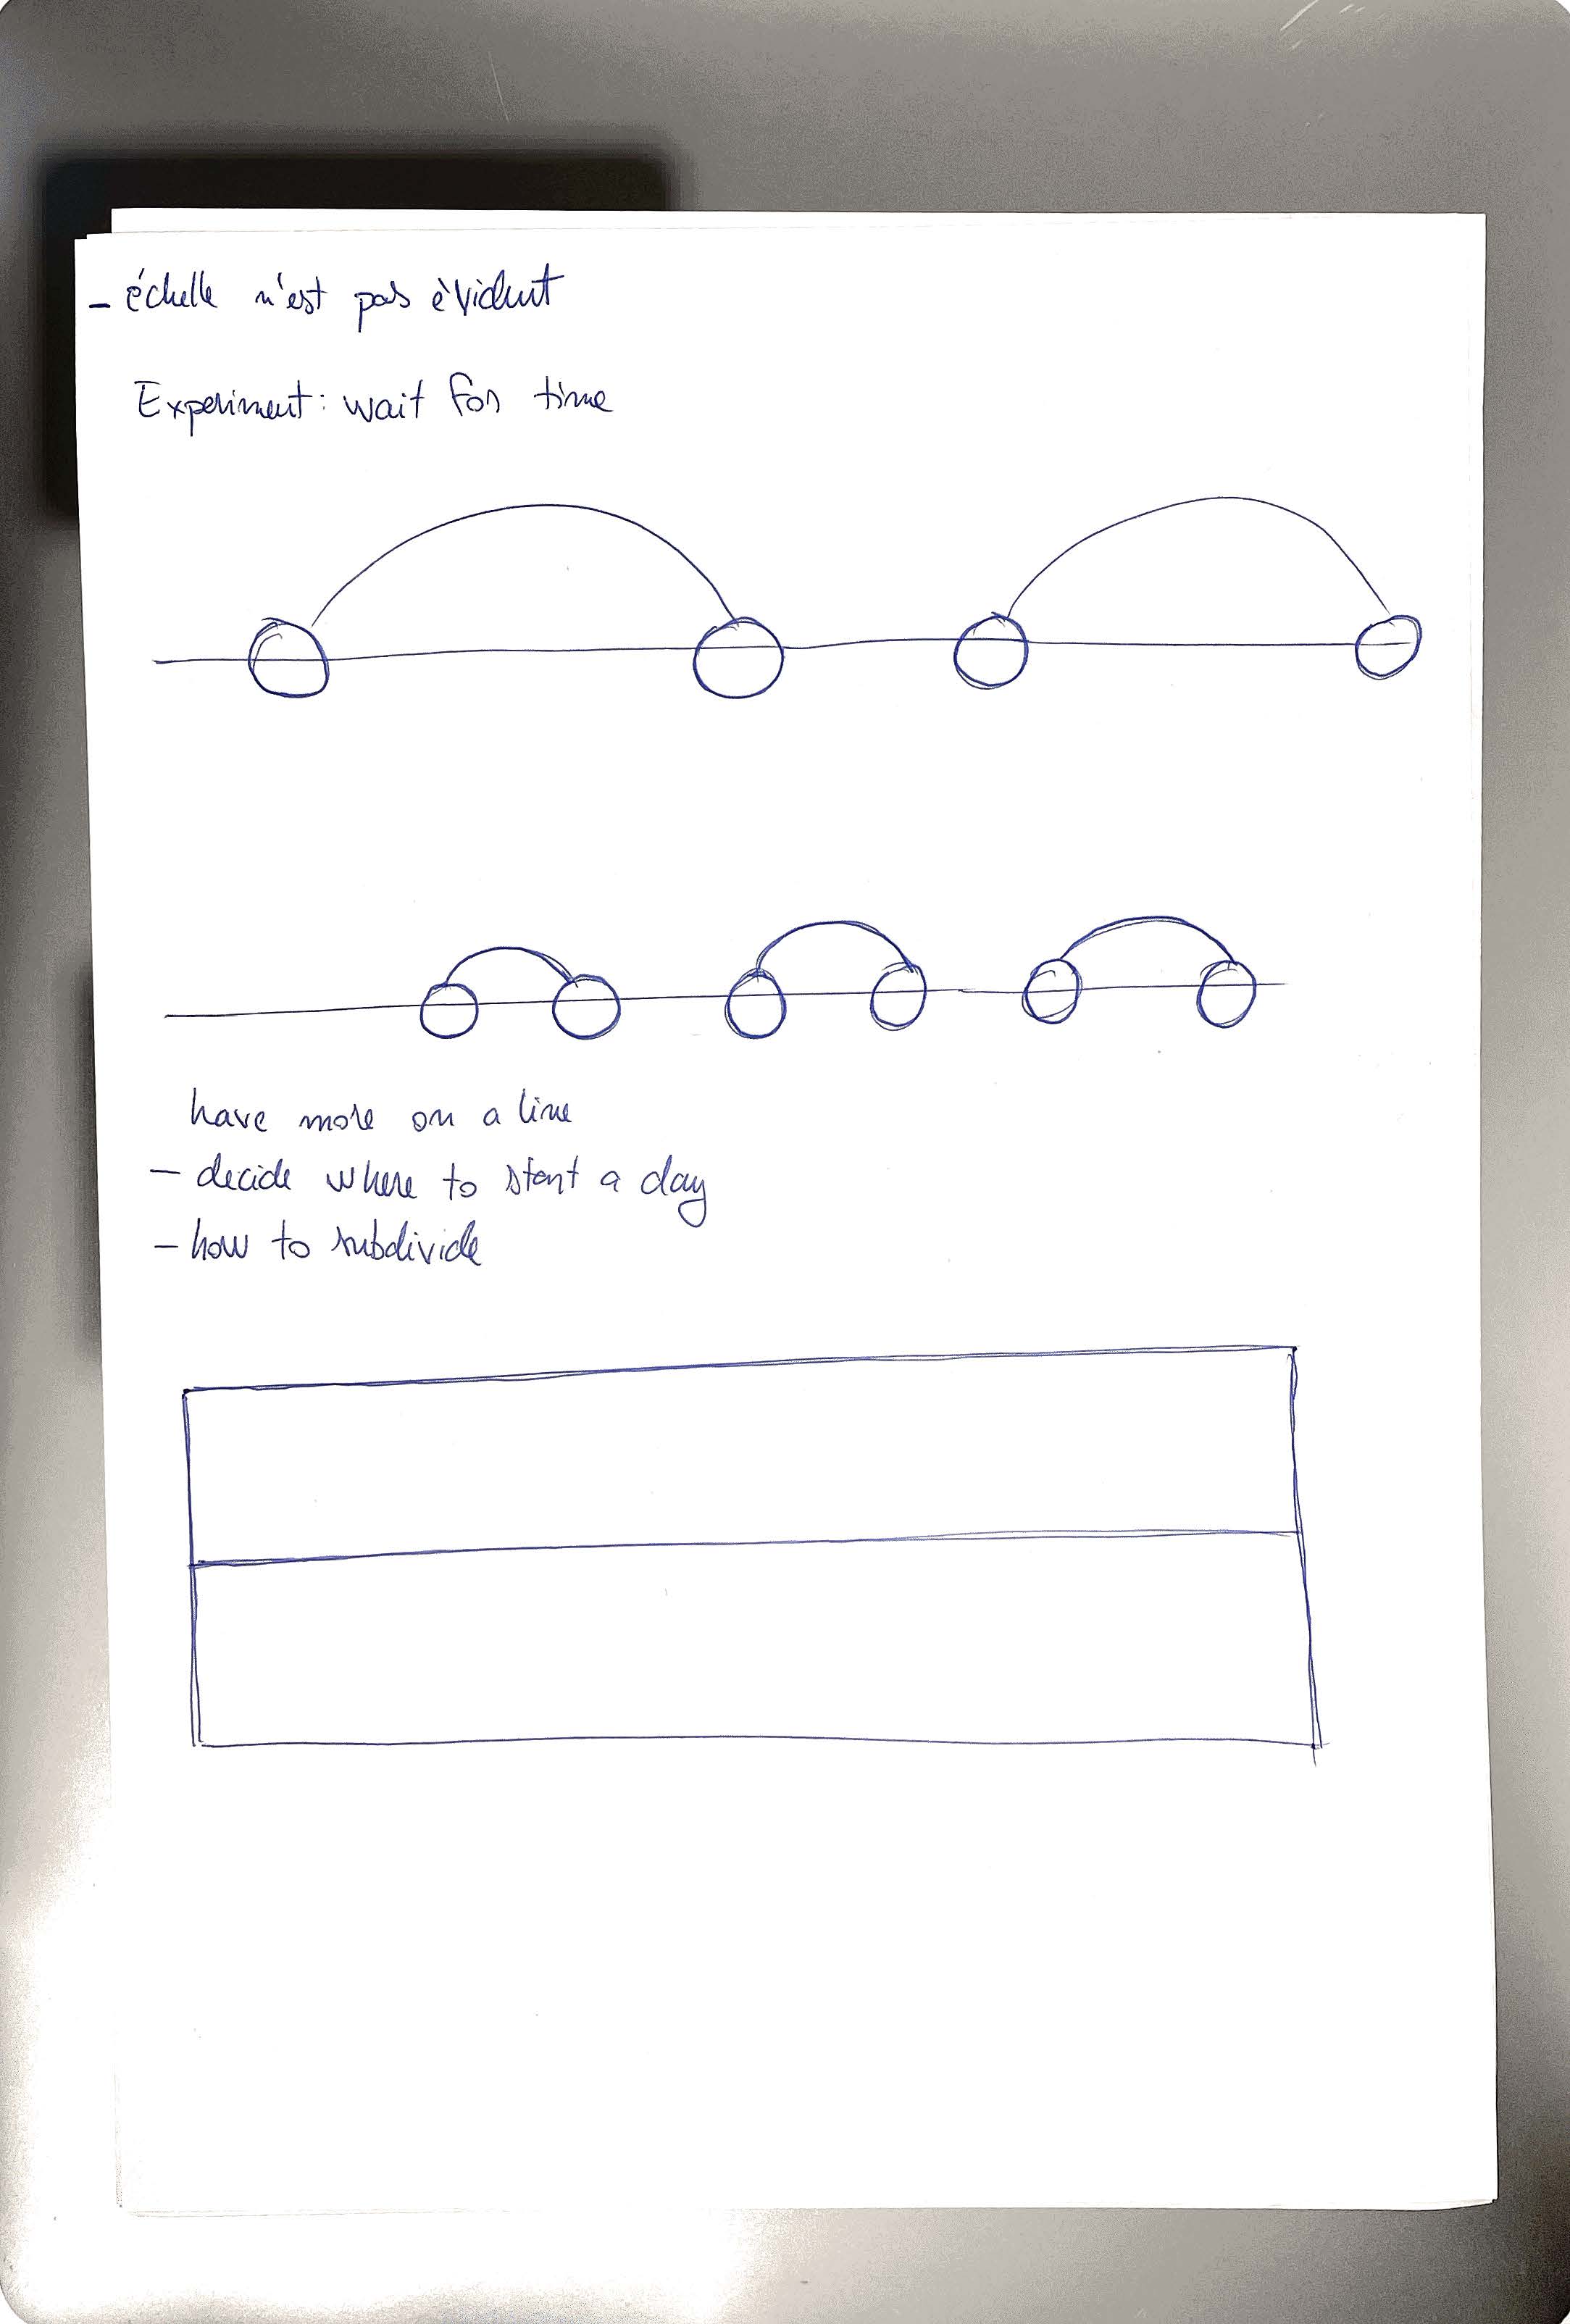 - échelle n'est pas évident
Experiment: wait for time
have more on a line
- decide where to start a day
- how to subdivide